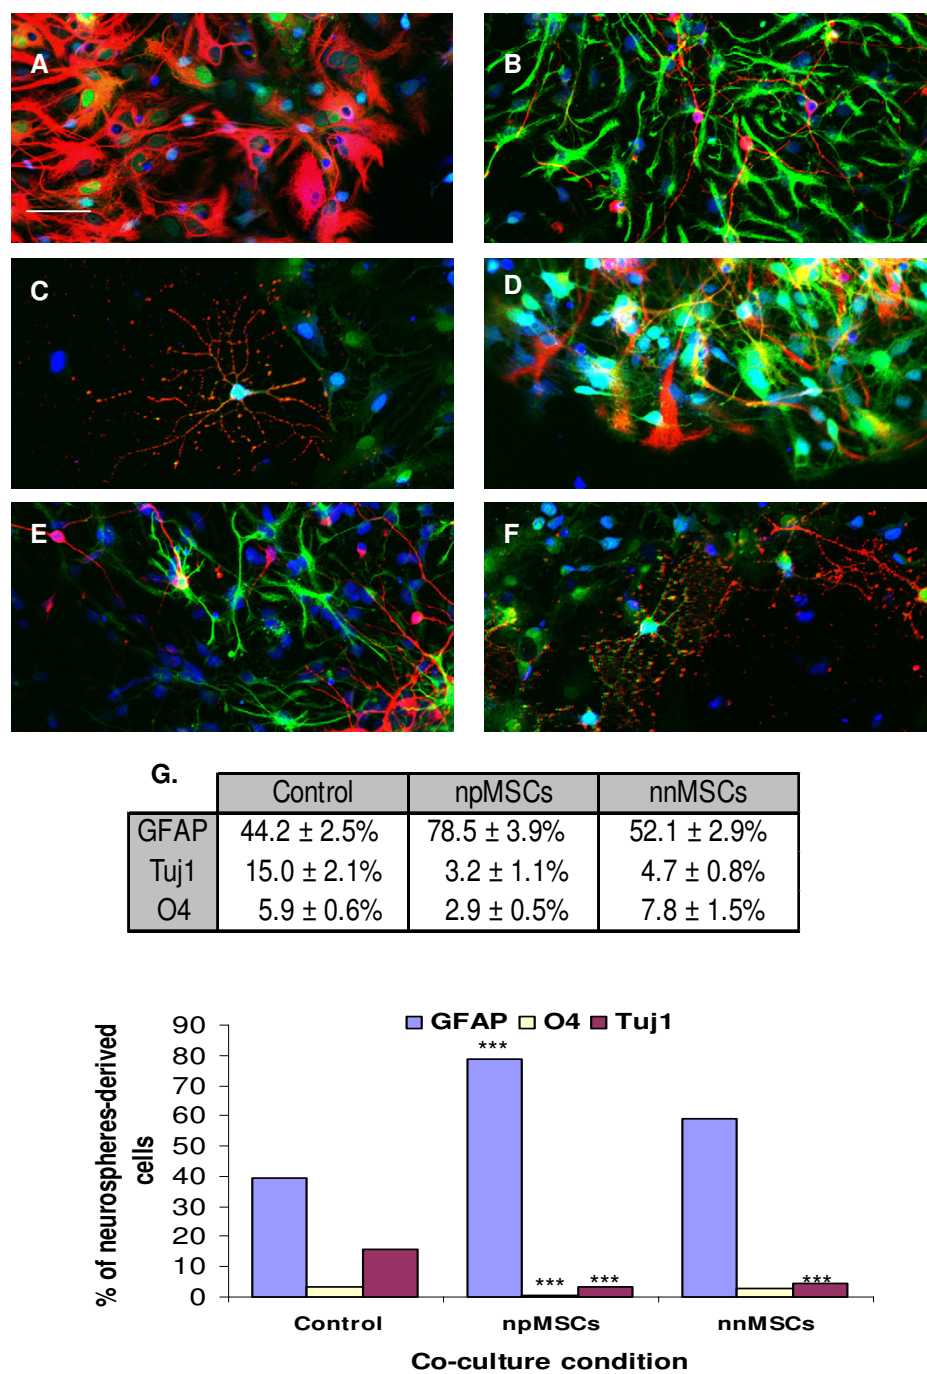 A
B
C
D
E
F
G.
Control npMSCs nnMSCs
GFAP 44.2 ± 2.5% 78.5 ± 3.9% 52.1 ± 2.9%
Tuj1 15.0 ± 2.1% 3.2 ± 1.1% 4.7 ± 0.8%
O4 5.9 ± 0.6% 2.9 ± 0.5% 7.8 ± 1.5%
GFAP O4 Tuj1
% of neurospheres-derived
cells
90
80
70
60
50
40
30
20
10
0
***
*** ***
***
Control npMSCs nnMSCs
Co-culture condition